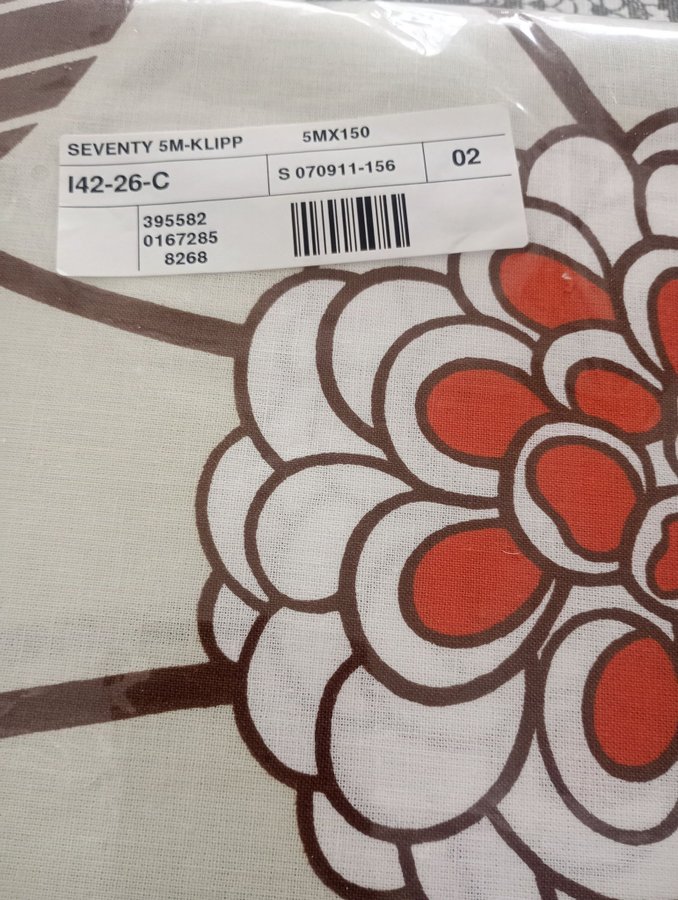 SEVENTY 5M-KLIPP 5MX150
I42-26-C S 070911-156 02
395582
0167285
8268